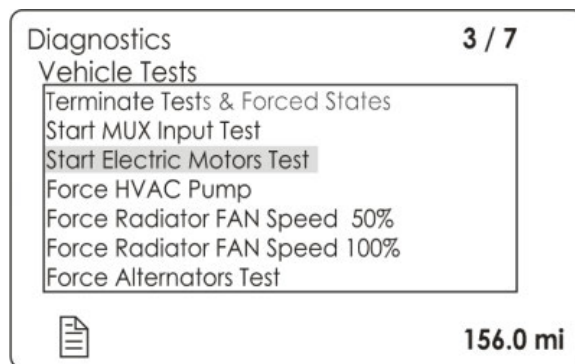 Diagnostics 3 / 7
Vehicle Tests
Terminate Tests & Forced States
Start MUX Input Test
Start Electric Motors Test
Force HVAC Pump
Force Radiator FAN Speed 50%
Force Radiator FAN Speed 100%
Force Alternators Test
156.0 mi